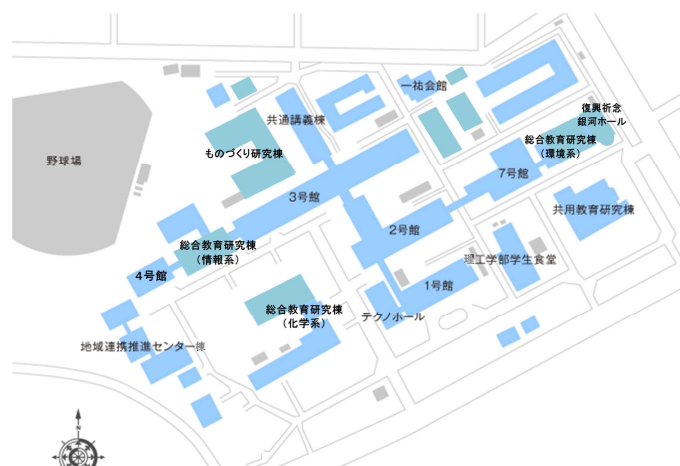 一祐会館
復興祈念
銀河ホール
共通講義棟
総合教育研究棟
(環境系)
ものづくり研究棟
野球場
7号館
3号館
共用教育研究棟
2号館
総合教育研究棟
(情報系)
理工学部学生食堂
4号館
1号館
総合教育研究棟
(化学系)
テクノホール
地域連携推進センター棟
N